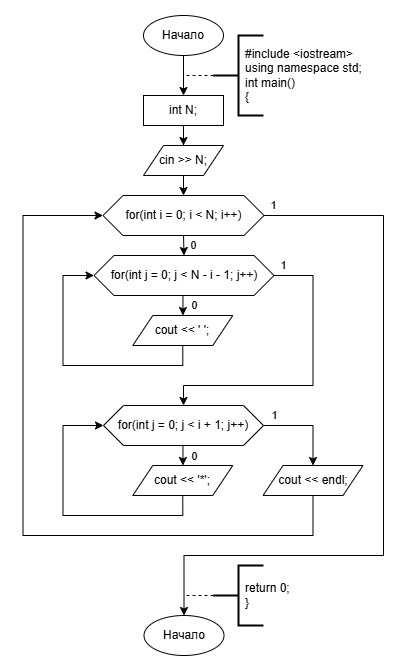 Начало
#include <iostream>
using namespace std;
int main()
{
int N;
cin >> N;
for(int i = 0; i < N; i++)
1
0
for(int j = 0; j < N - i - 1; j++)
1
0
cout << ' ';
for(int j = 0; j < i + 1; j++)
1
0
cout << '*';
cout << endl;
return 0;
}
Начало